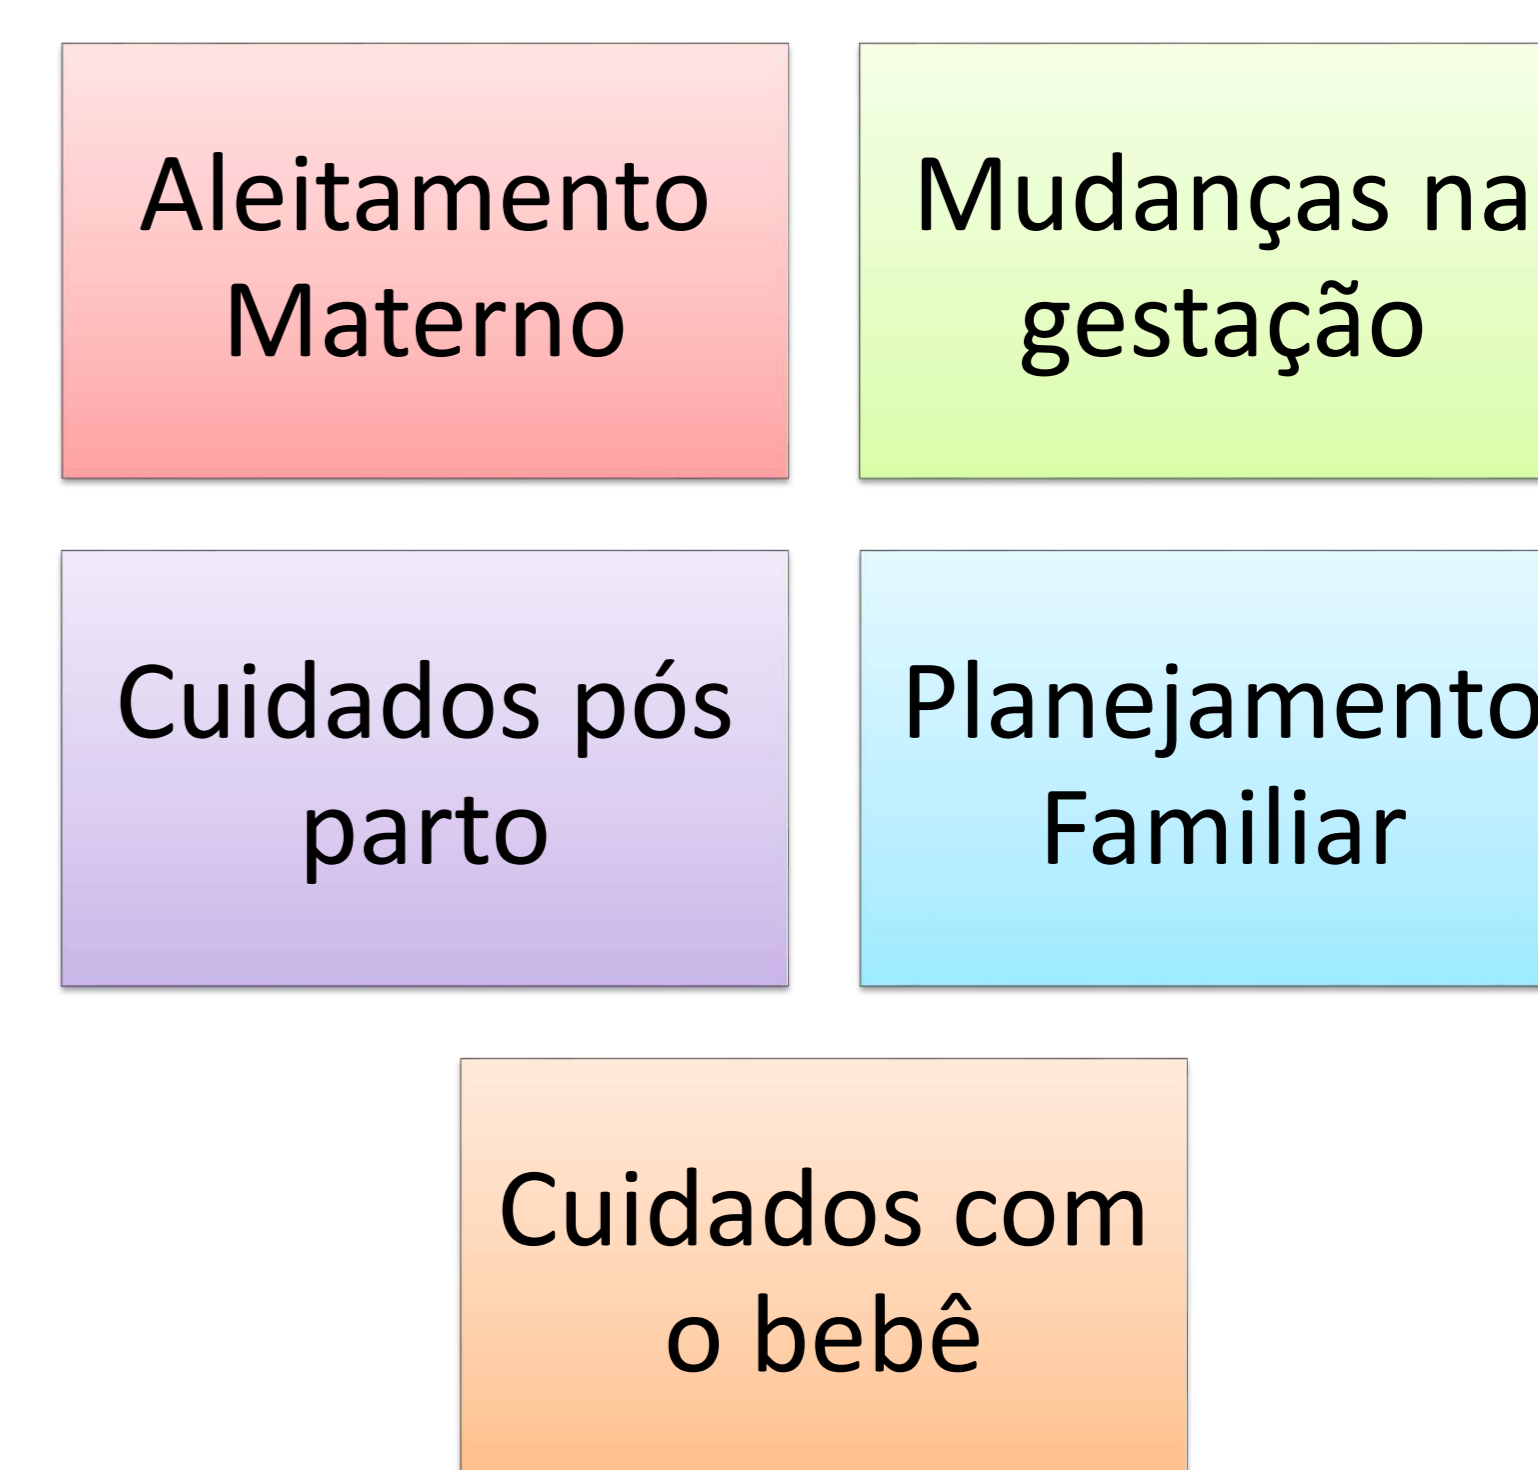 Aleitamento
Materno
Mudanças na
gestação
Cuidados pós
parto
Planejamento
Familiar
Cuidados com
o bebê